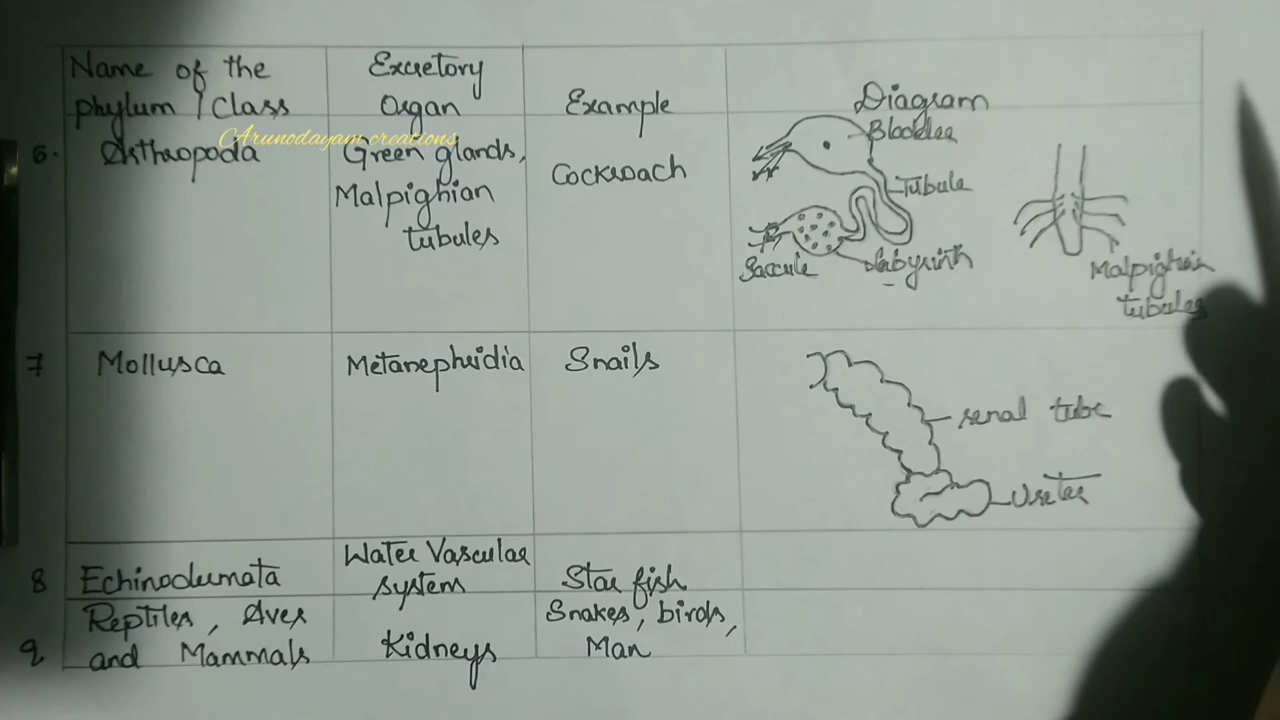 Name of the
phylum / Class
Excretory
Organ
Example
Diagram
Arunodayam creations
6.
Arthropoda
Green glands,
Malpighian
tubules
Cockroach
Bladder
Tubule
Saccule
Labyrinth
Malpighian
tubules
7
Mollusca
Metanephridia
Snails
renal tube
Ureter
8
Echinodermata
Water Vascular
system
Star fish
9
Reptiles, Aves
and Mammals
Kidneys
Snakes, birds,
Man